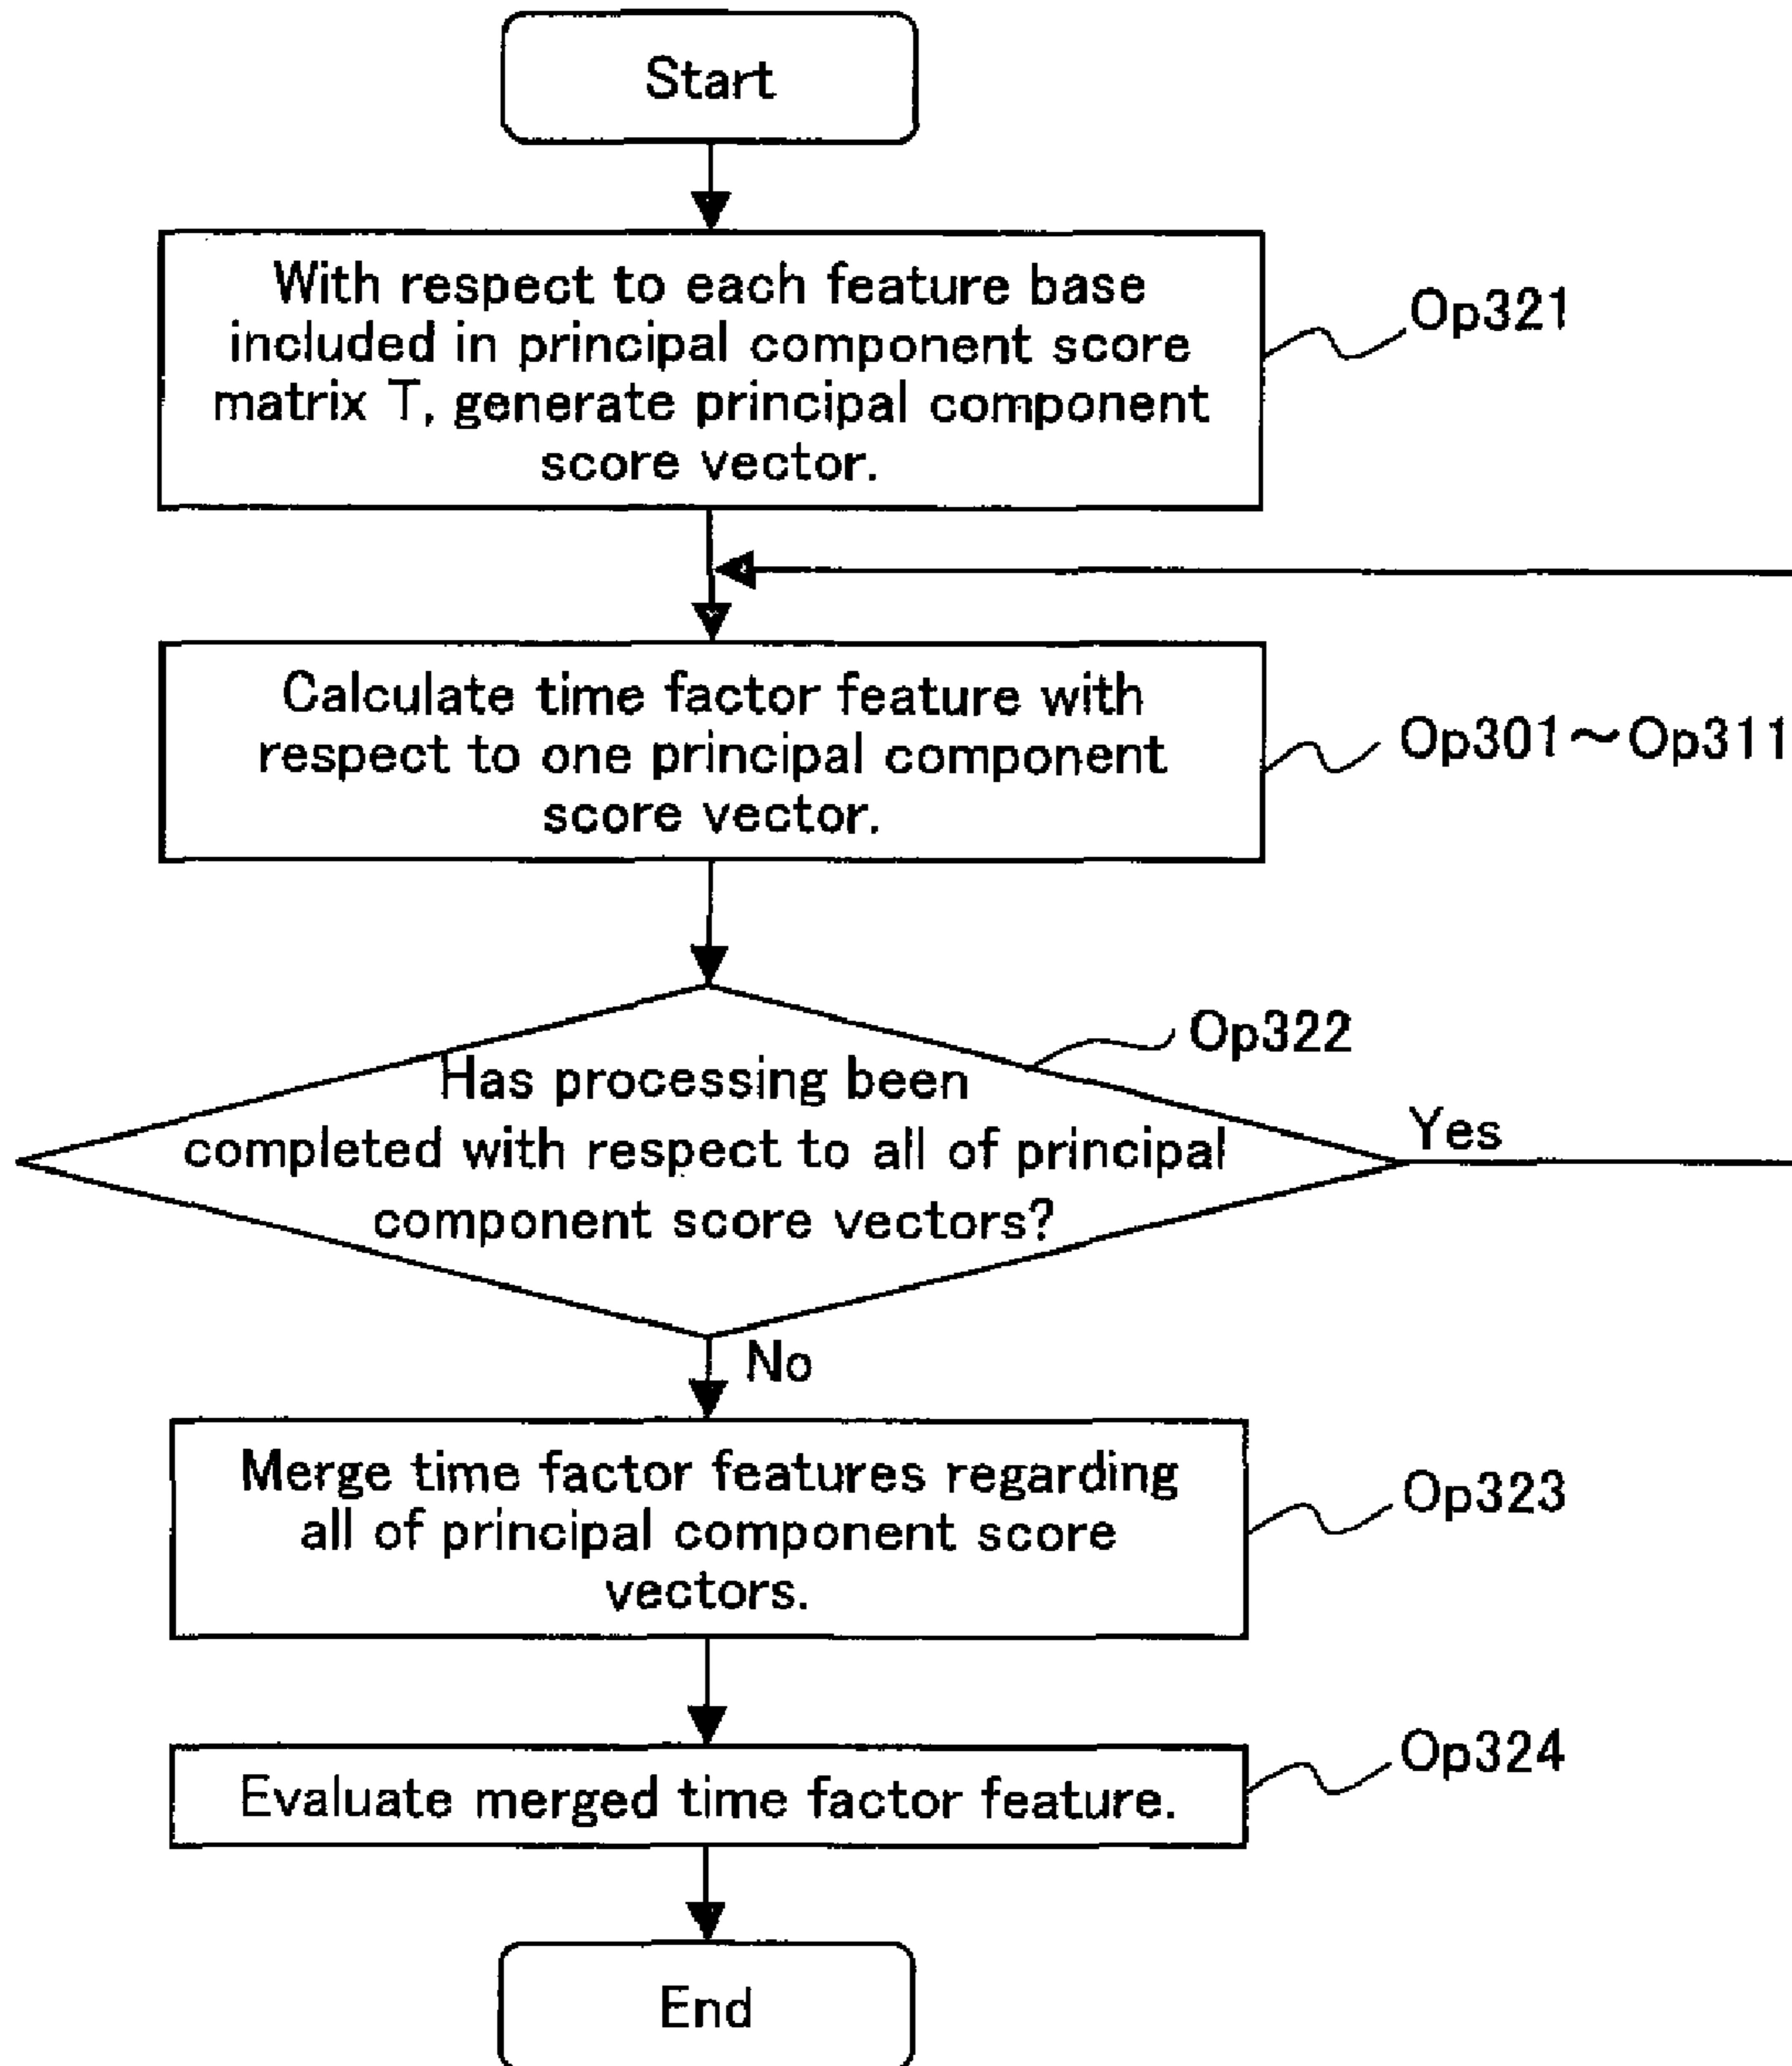 Start
With respect to each feature base
included in principal component score
matrix T, generate principal component
score vector.
Op321
Calculate time factor feature with
respect to one principal component
score vector.
Op301～Op311
Op322
Has processing been
completed with respect to all of principal
component score vectors?
Yes
No
Merge time factor features regarding
all of principal component score
vectors.
Op323
Op324
Evaluate merged time factor feature.
End